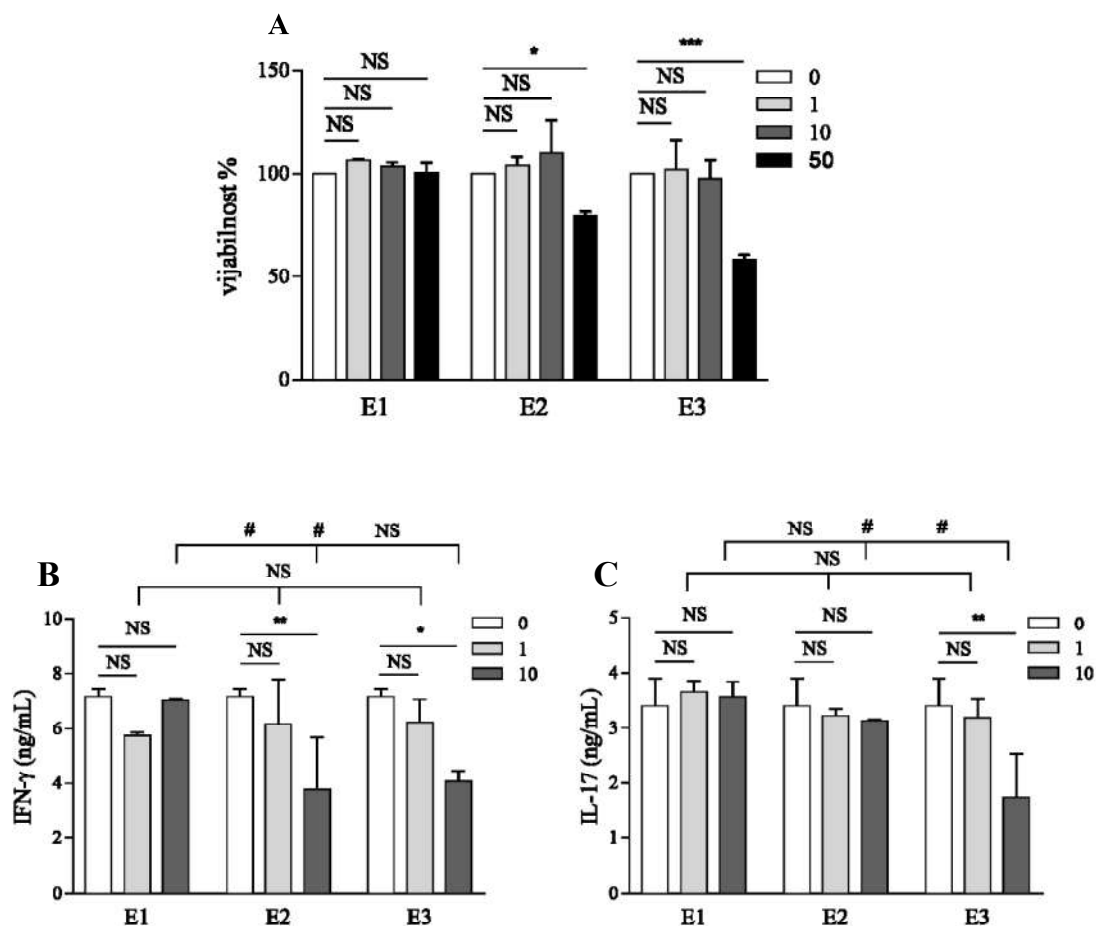 A
NS
NS
NS
*
NS
NS
***
NS
NS
0
1
10
50
150
100
50
0
vijabilnost %
E1
E2
E3
B
# # NS
NS
NS
NS
**
NS
*
NS
0
1
10
10
8
6
4
2
0
IFN-γ (ng/mL)
E1
E2
E3
C
NS # #
NS
NS
NS
NS
NS
**
NS
0
1
10
5
4
3
2
1
0
IL-17 (ng/mL)
E1
E2
E3